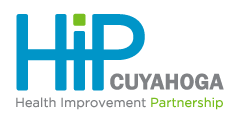 HiP
CUYAHOGA
Health Improvement Partnership